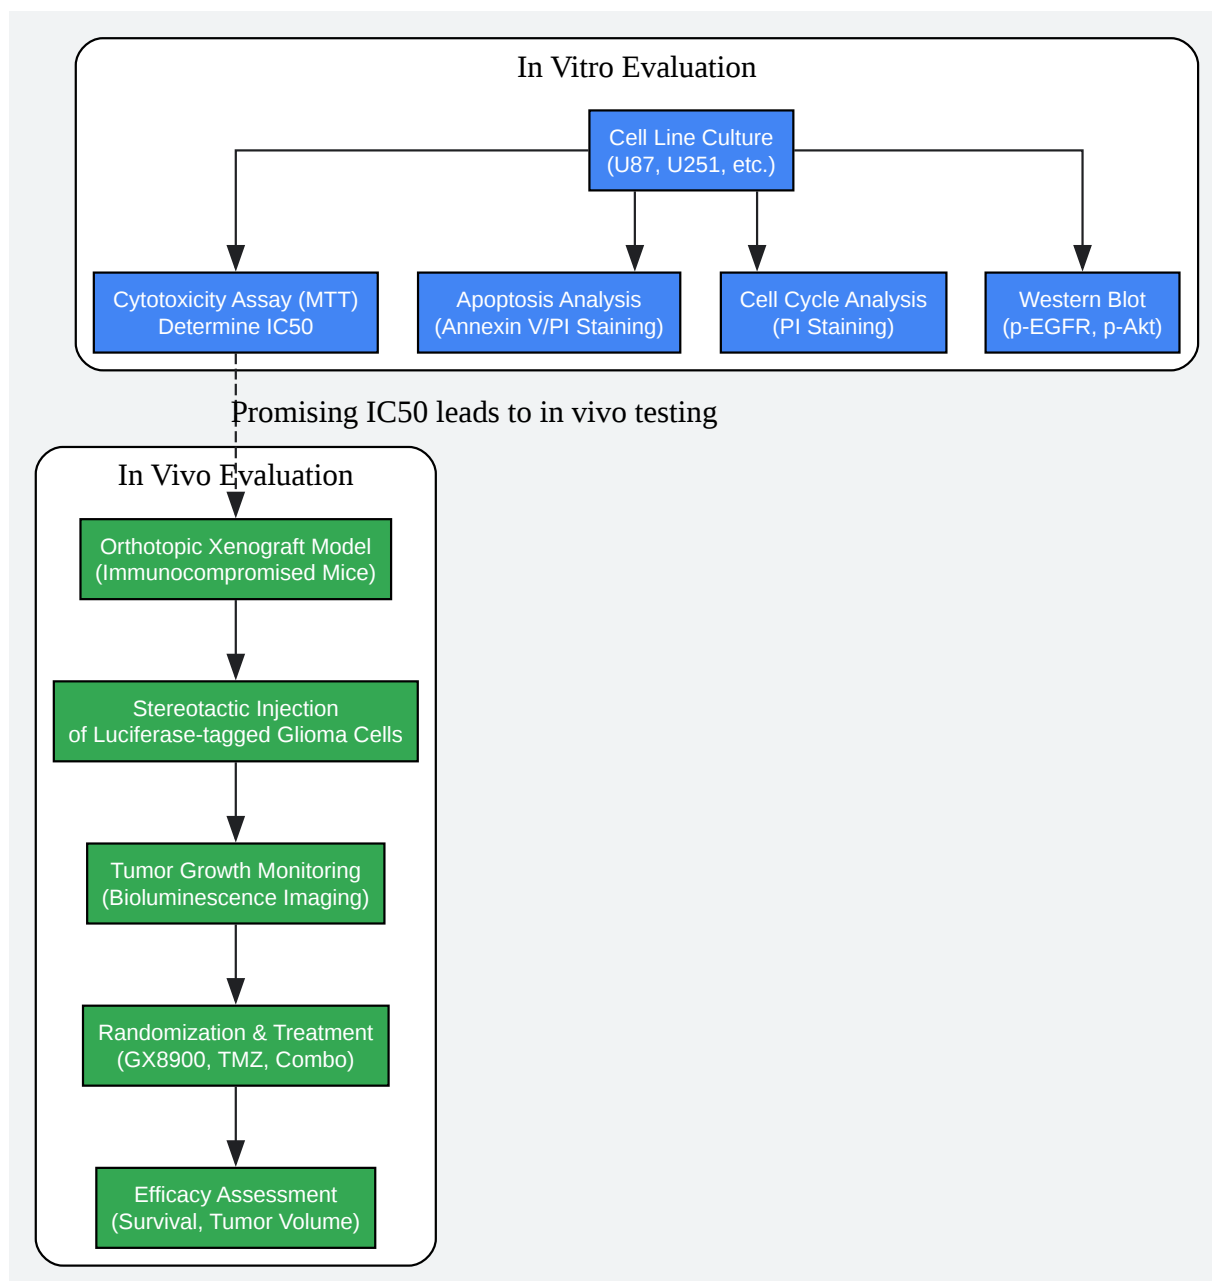 In Vitro Evaluation
Cell Line Culture
(U87, U251, etc.)
Cytotoxicity Assay (MTT)
Determine IC50
Apoptosis Analysis
(Annexin V/PI Staining)
Cell Cycle Analysis
(PI Staining)
Western Blot
(p-EGFR, p-Akt)
Promising IC50 leads to in vivo testing
In Vivo Evaluation
Orthotopic Xenograft Model
(Immunocompromised Mice)
Stereotactic Injection
of Luciferase-tagged Glioma Cells
Tumor Growth Monitoring
(Bioluminescence Imaging)
Randomization & Treatment
(GX8900, TMZ, Combo)
Efficacy Assessment
(Survival, Tumor Volume)